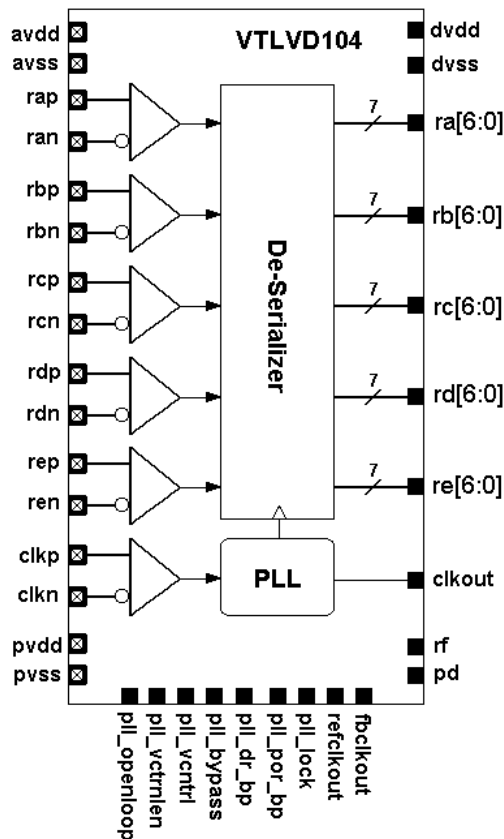 VTLVD104
avdd
avss
rap
ran
rbp
rbn
rcp
rcn
rdp
rdn
rep
ren
clkp
clkn
pvdd
pvss
De-Serializer
PLL
7
7
7
7
7
dvdd
dvss
ra[6:0]
rb[6:0]
rc[6:0]
rd[6:0]
re[6:0]
clkout
rf
pd
pll_openloop
pll_vctrnlen
pll_vcntrl
pll_bypass
pll_dr_bp
pll_por_bp
pll_lock
refclkout
fbclkout